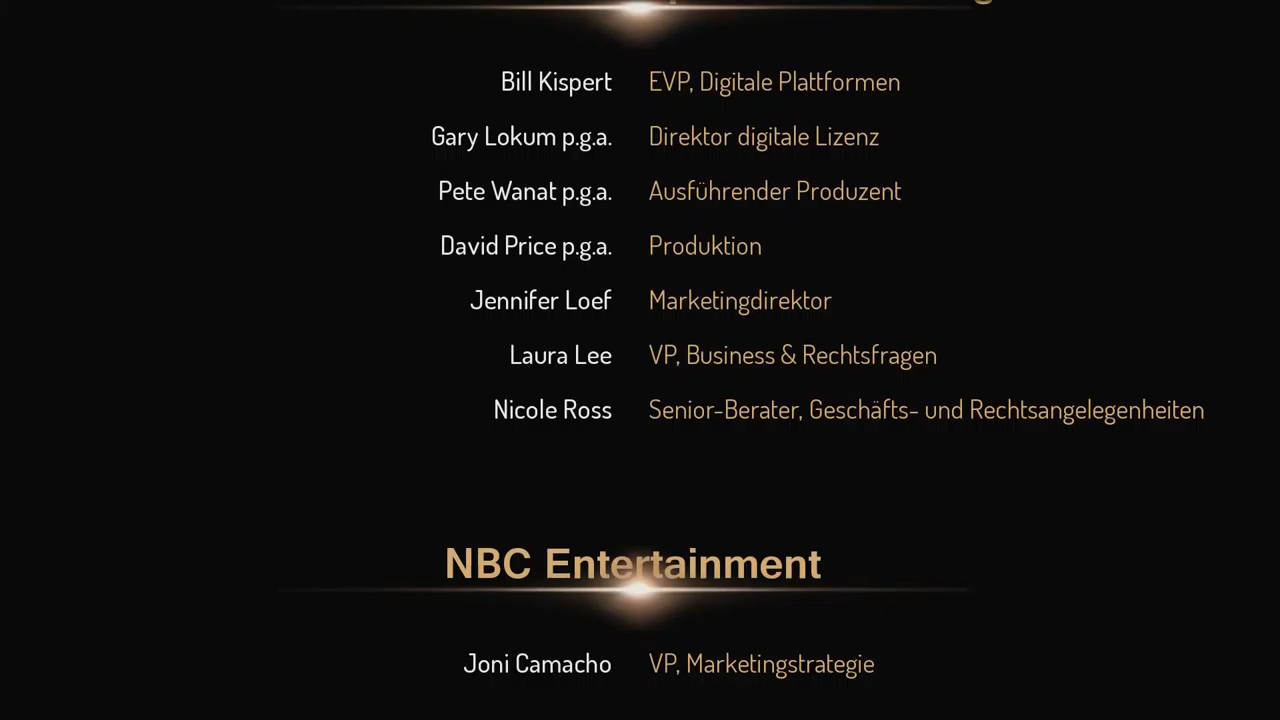 Bill Kispert EVP, Digitale Plattformen
Gary Lokum p.g.a. Direktor digitale Lizenz
Pete Wanat p.g.a. Ausführender Produzent
David Price p.g.a. Produktion
Jennifer Loef Marketingdirektor
Laura Lee VP, Business & Rechtsfragen
Nicole Ross Senior-Berater, Geschäfts- und Rechtsangelegenheiten
NBC Entertainment
Joni Camacho VP, Marketingstrategie